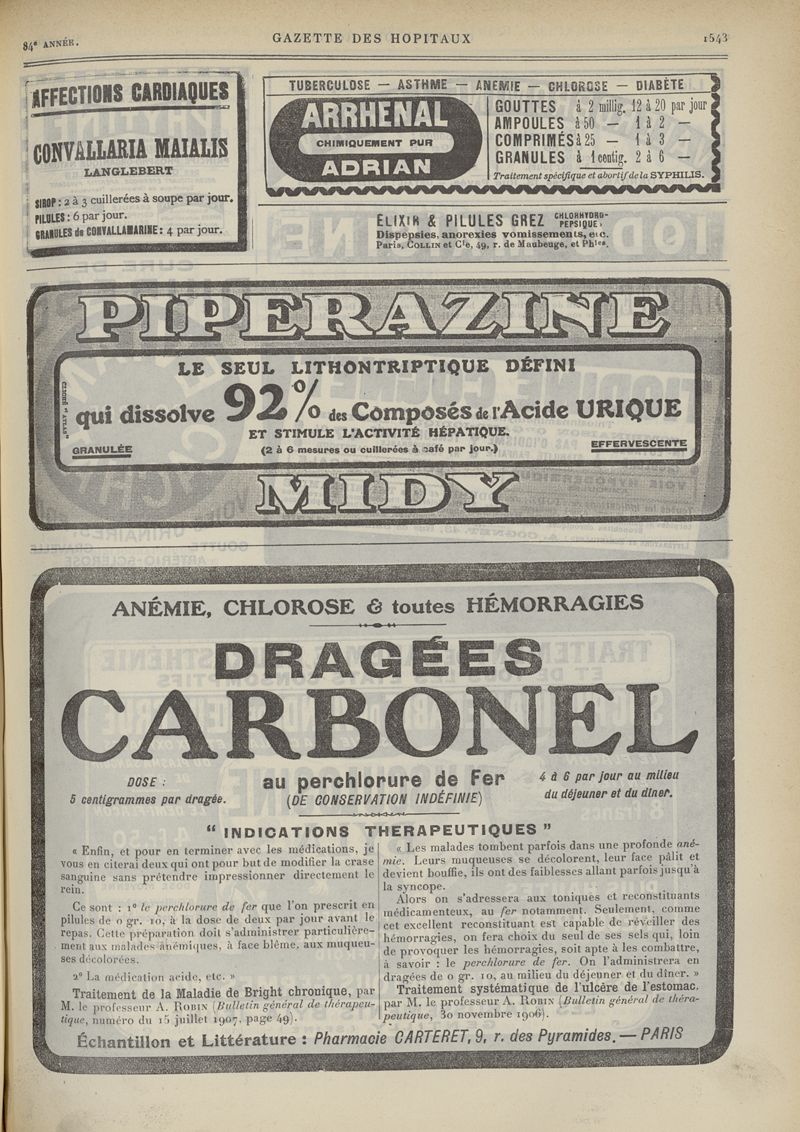 84e ANNÉE.
GAZETTE DES HOPITAUX
1543
AFFECTIONS CARDIAQUES
CONVALLARIA MAIALIS
LANGLEBERT
SIROP : 2 à 3 cuillerées à soupe par jour.
PILULES : 6 par jour.
GRANULES de CONVALLAMARINE : 4 par jour.
TUBERCULOSE — ASTHME — ANEMIE — CHLOROSE — DIABÈTE
ARRHENAL
CHIMIQUEMENT PUR
ADRIAN
GOUTTES à 2 millig. 12 à 20 par jour
AMPOULES à 50 — 1 à 2 —
COMPRIMÉS à 25 — 1 à 3 —
GRANULES à 1 centig. 2 à 6 —
Traitement spécifique et abortif de la SYPHILIS.
ÉLIXIR & PILULES GREZ CHLORHYDRO-
PEPSIQUE,
Dispepsies, anorexies vomissements, etc.
Paris, COLLIN et Cie, 49, r. de Maubeuge, et Phies.
PIPERAZINE
LE SEUL LITHONTRIPTIQUE DÉFINI
qui dissolve 92% des Composés de l'Acide URIQUE
ET STIMULE L'ACTIVITÉ HÉPATIQUE.
GRANULÉE
(2 à 6 mesures ou cuillerées à café par jour.)
EFFERVESCENTE
MIDY
ANÉMIE, CHLOROSE & toutes HÉMORRAGIES
DRAGÉES
CARBONEL
DOSE :
5 centigrammes par dragée.
au perchlorure de Fer
(DE CONSERVATION INDÉFINIE)
4 à 6 par jour au milieu
du déjeuner et du dîner.
" INDICATIONS THERAPEUTIQUES "
« Enfin, et pour en terminer avec les médications, je
vous en citerai deux qui ont pour but de modifier la crase
sanguine sans prétendre impressionner directement le
rein.
Ce sont : 1° le perchlorure de fer que l'on prescrit en
pilules de 0 gr. 10, à la dose de deux par jour avant le
repas. Cette préparation doit s'administrer particulière-
ment aux malades anémiques, à face blême, aux muqueu-
ses décolorées.
2° La médication acide, etc. »
Traitement de la Maladie de Bright chronique, par
M. le professeur A. ROBIN (Bulletin général de thérapeu-
tique, numéro du 15 juillet 1907, page 49).
« Les malades tombent parfois dans une profonde ané-
mie. Leurs muqueuses se décolorent, leur face pâlit et
devient bouffie, ils ont des faiblesses allant parfois jusqu'à
la syncope.
Alors on s'adressera aux toniques et reconstituants
médicamenteux, au fer notamment. Seulement, comme
cet excellent reconstituant est capable de réveiller des
hémorragies, on fera choix du seul de ses sels qui, loin
de provoquer les hémorragies, soit apte à les combattre,
à savoir : le perchlorure de fer. On l'administrera en
dragées de 0 gr. 10, au milieu du déjeuner et du dîner. »
Traitement systématique de l'ulcère de l'estomac.
par M. le professeur A. ROBIN (Bulletin général de théra-
peutique, 30 novembre 1906).
Échantillon et Littérature : Pharmacie CARTERET, 9, r. des Pyramides. — PARIS